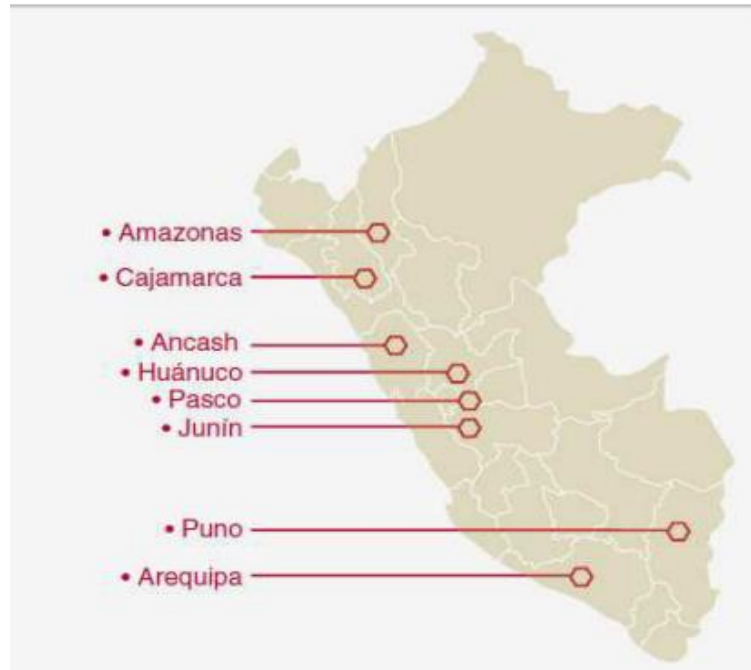 • Amazonas
• Cajamarca
• Ancash
• Huánuco
• Pasco
• Junín
• Puno
• Arequipa